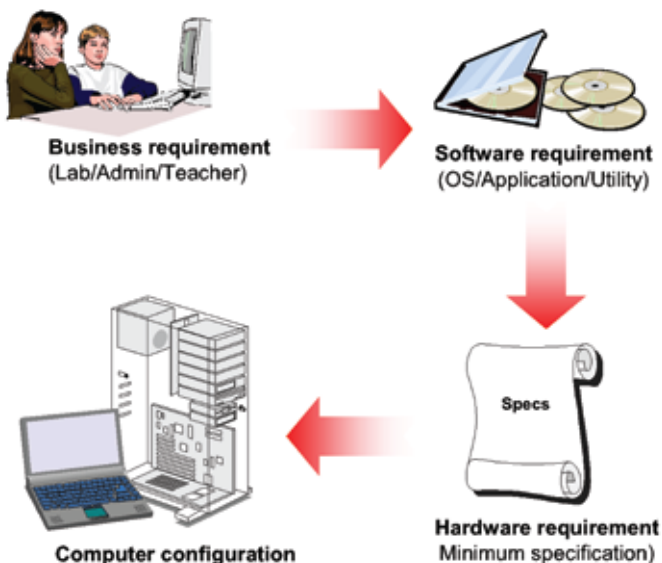 Business requirement
(Lab/Admin/Teacher)
Software requirement
(OS/Application/Utility)
Specs
Hardware requirement
Minimum specification)
Computer configuration